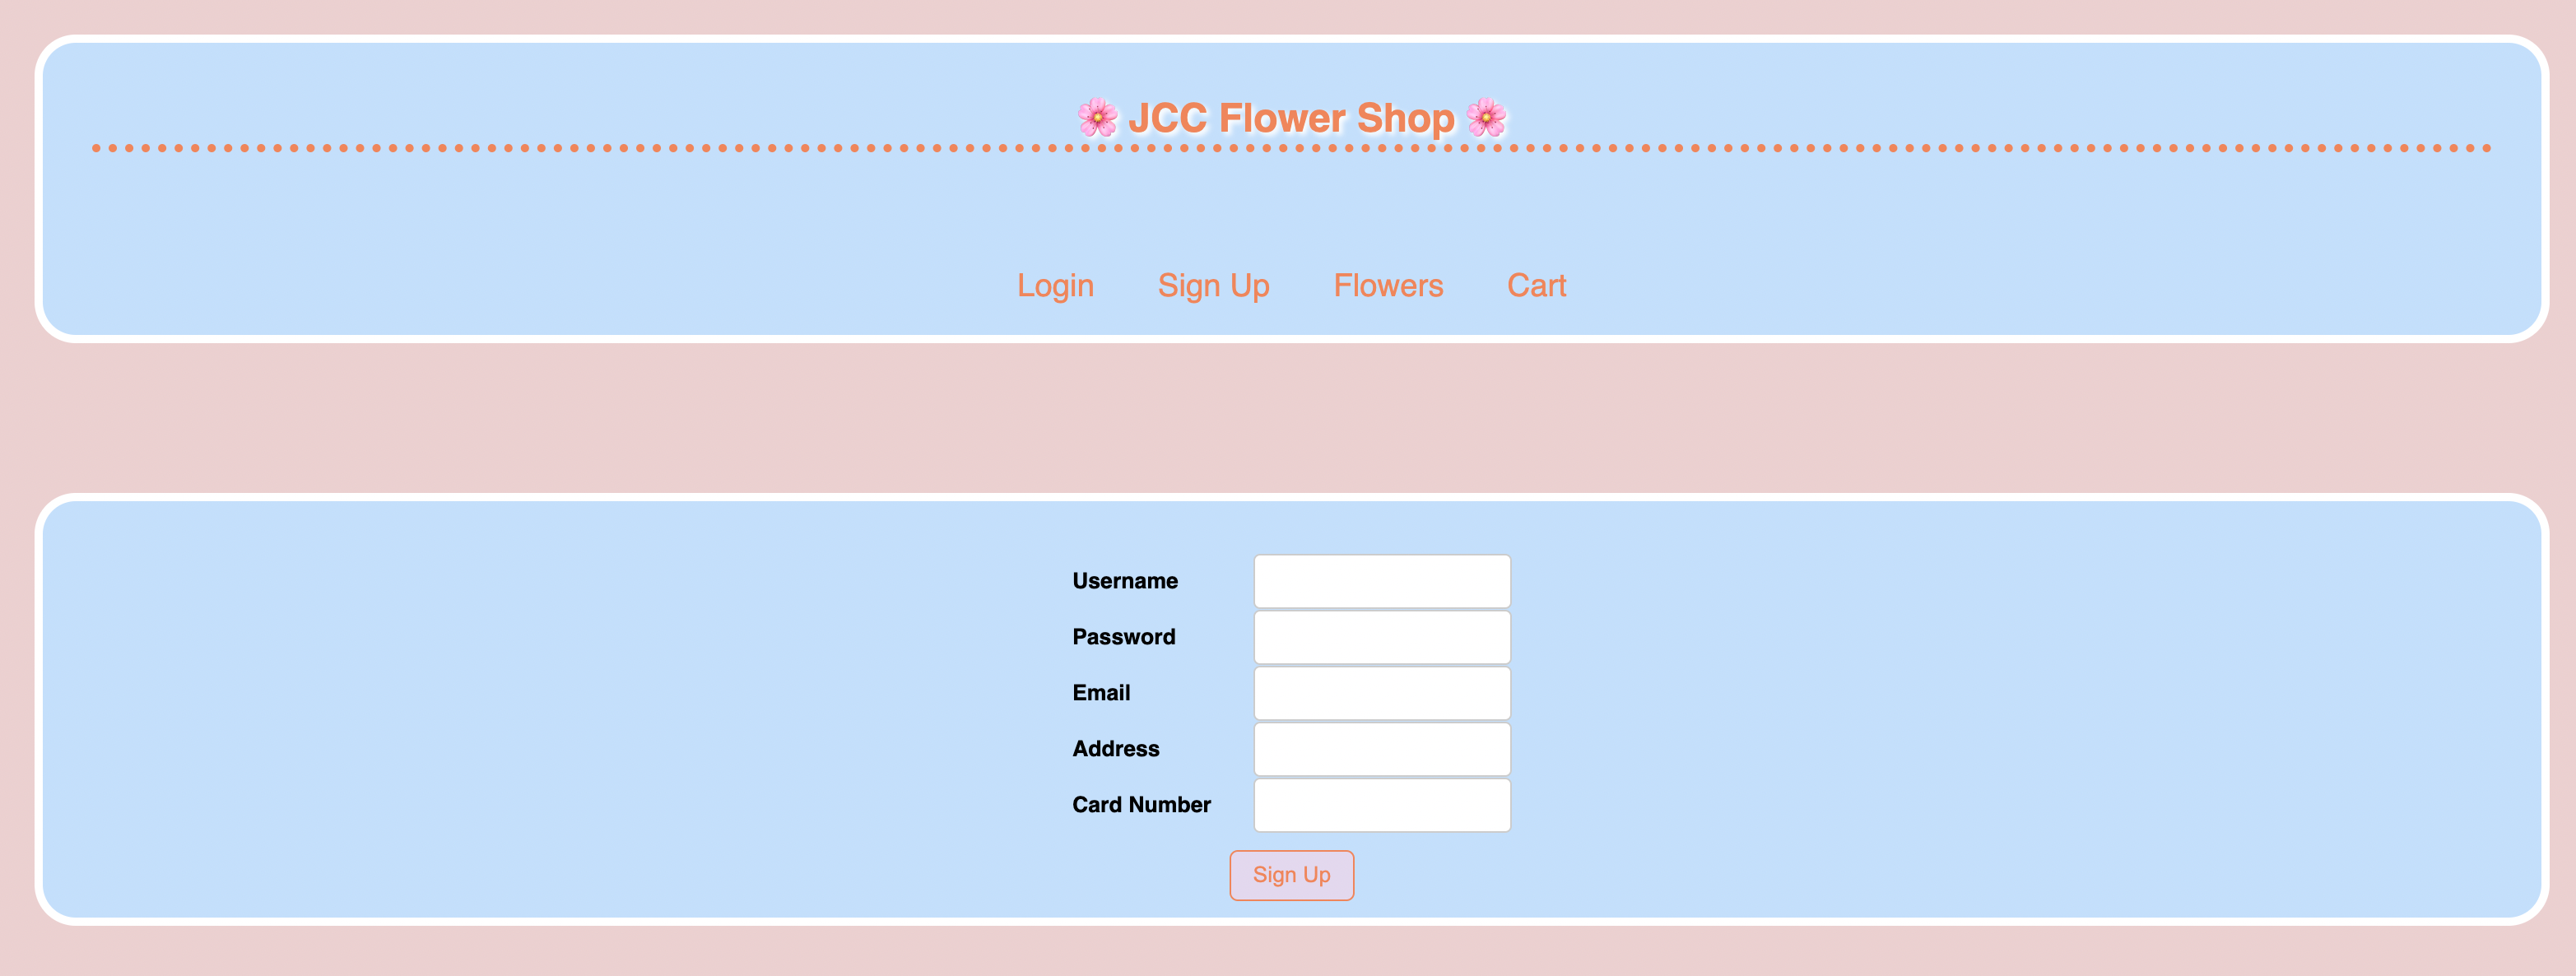 🌸 JCC Flower Shop 🌸
Login Sign Up Flowers Cart
Username
Password
Email
Address
Card Number
Sign Up